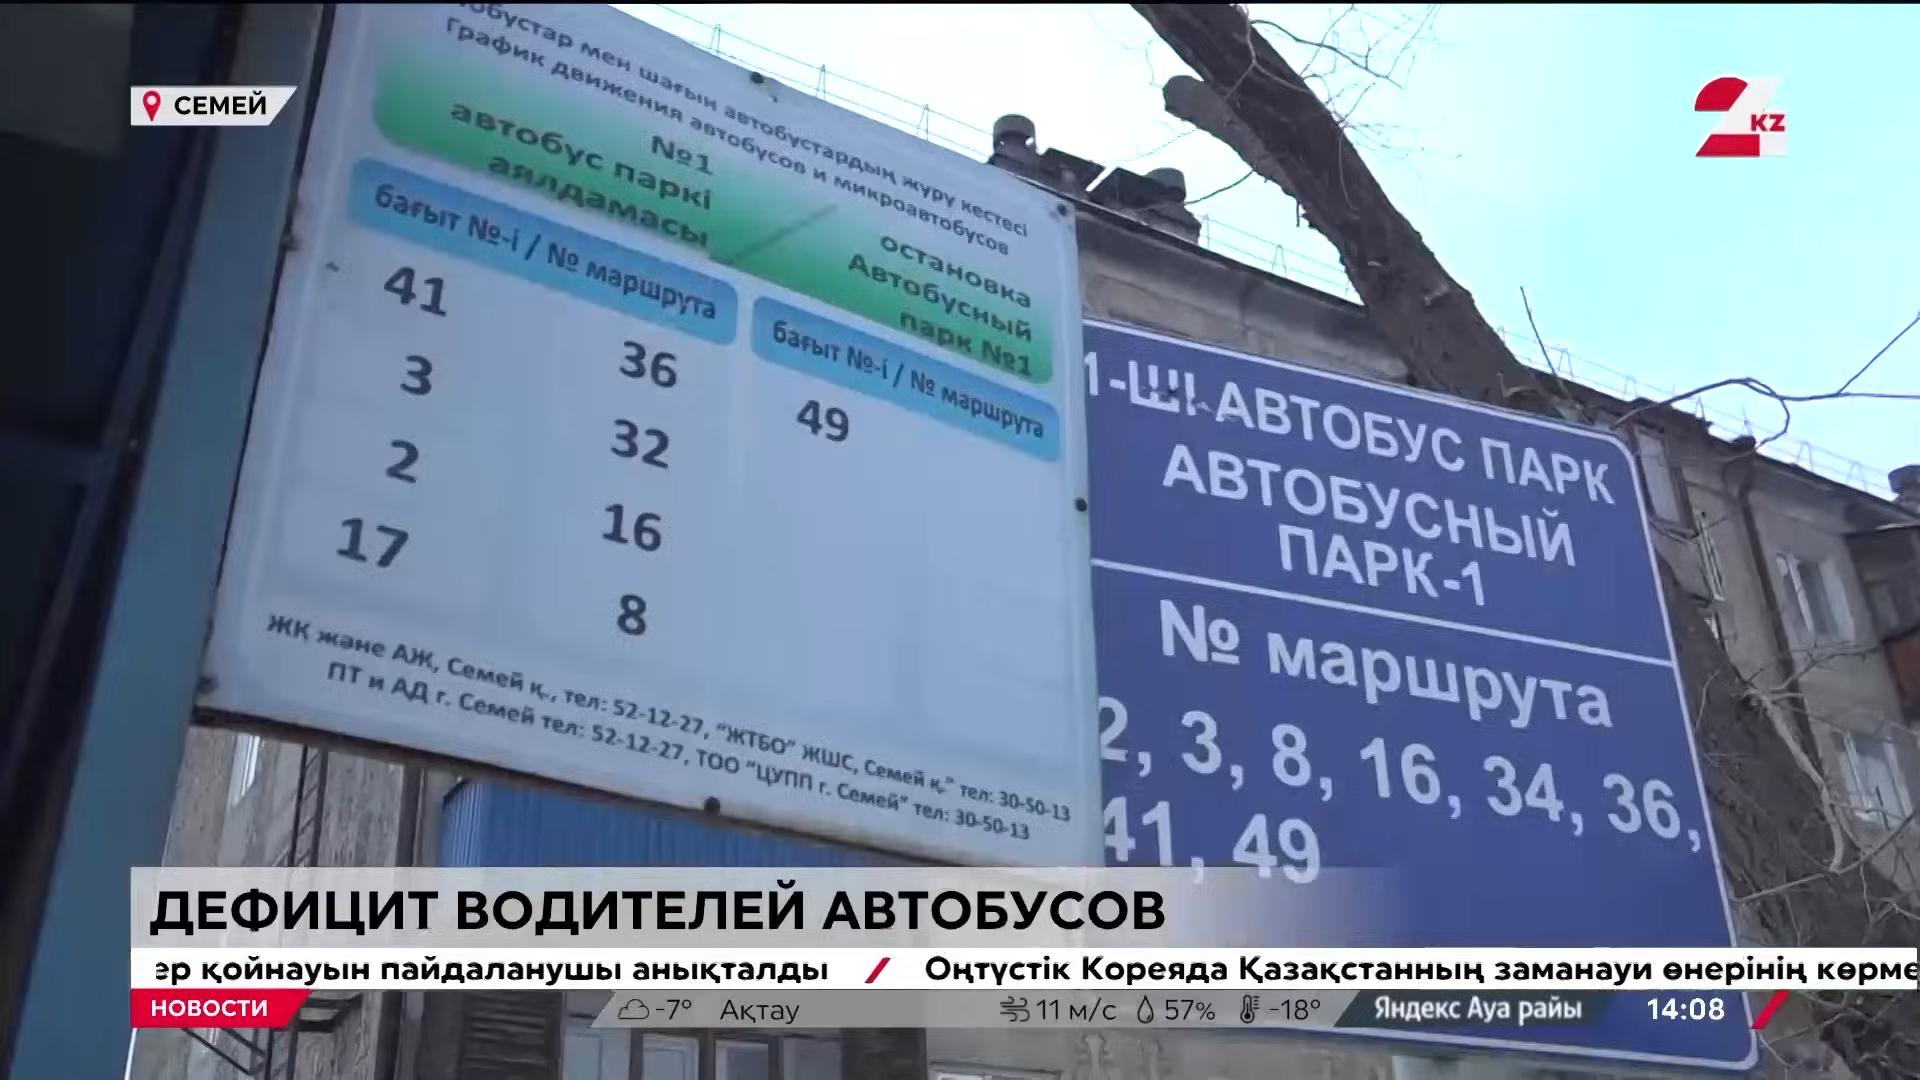 СЕМЕЙ
2 KZ
мен шағын автобустардың жүру кестесі
График движения автобусов и микроавтобусов
№1
автобус паркі
аялдамасы
остановка
Автобусный
парк №1
бағыт №-і / № маршрута
бағыт №-і / № маршрута
41
3
2
17
36
32
16
8
49
ЖҚ және АЖ, Семей қ., тел: 52-12-27, “ЖТБО” ЖШС, Семей қ.” тел: 30-50-13
ПТ и АД г. Семей тел: 52-12-27, ТОО “ЦУПП г. Семей” тел: 30-50-13
1-ШІ АВТОБУС ПАРК
АВТОБУСНЫЙ
ПАРК-1
№ маршрута
2, 3, 8, 16, 34, 36,
41, 49
ДЕФИЦИТ ВОДИТЕЛЕЙ АВТОБУСОВ
қойнауын пайдаланушы анықталды / Оңтүстік Кореяда Қазақстанның заманауи өнерінің
НОВОСТИ -7° Ақтау 11 м/с 57% -18° Яндекс Ауа райы 14:08